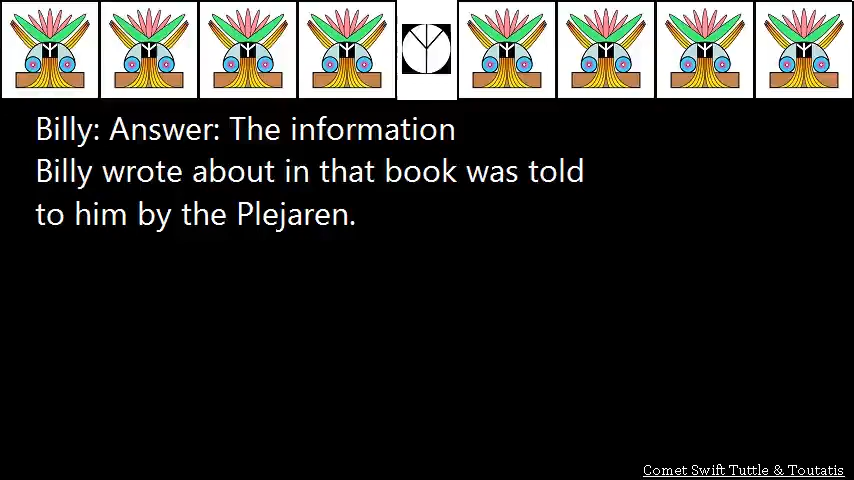 Billy: Answer: The information
Billy wrote about in that book was told
to him by the Plejaren.
Comet Swift Tuttle & Toutatis